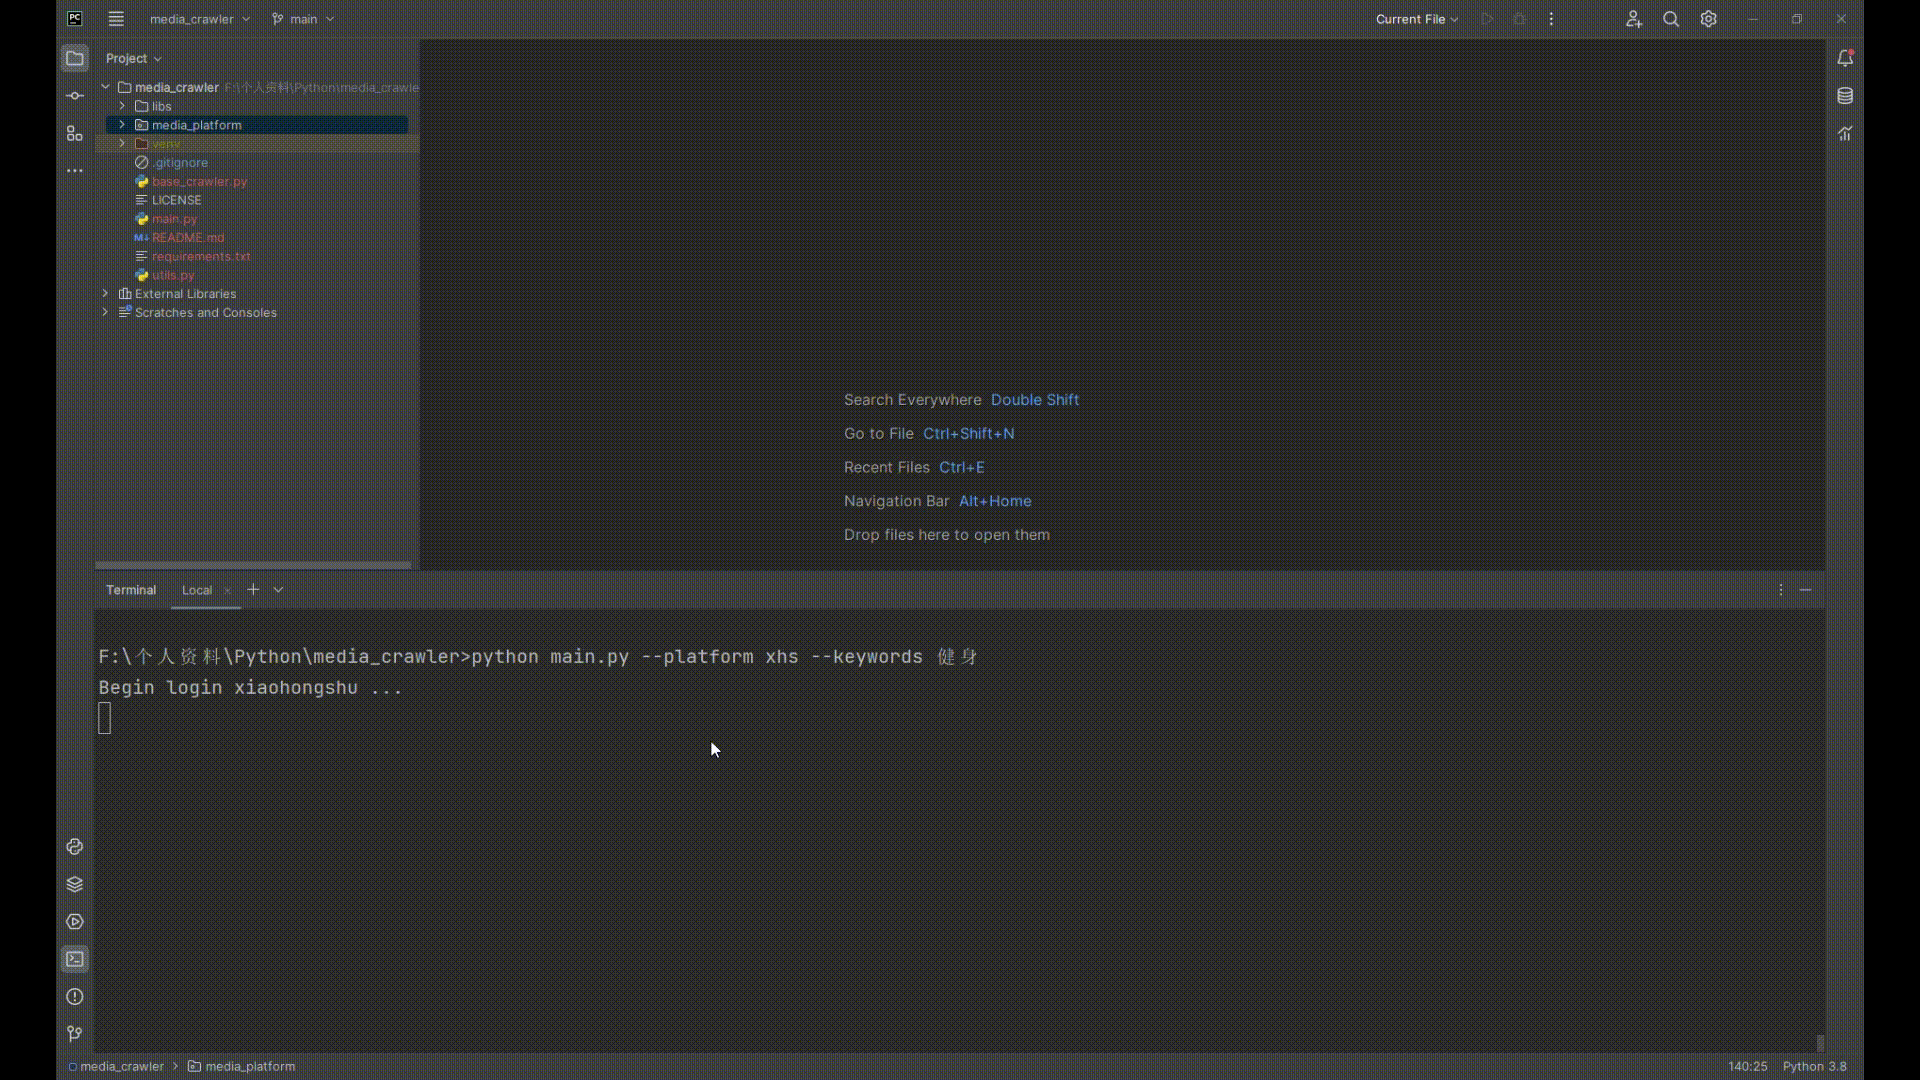 PC
media_crawler
main
Current File
Project
media_crawler F:\个人资料\Python\media_crawle
libs
media_platform
venv
.gitignore
base_crawler.py
LICENSE
main.py
M↓ README.md
requirements.txt
utils.py
External Libraries
Scratches and Consoles
Search Everywhere Double Shift
Go to File Ctrl+Shift+N
Recent Files Ctrl+E
Navigation Bar Alt+Home
Drop files here to open them
Terminal Local
F:\个人资料\Python\media_crawler>python main.py --platform xhs --keywords 健身
Begin login xiaohongshu ...
media_crawler > media_platform
140:25 Python 3.8